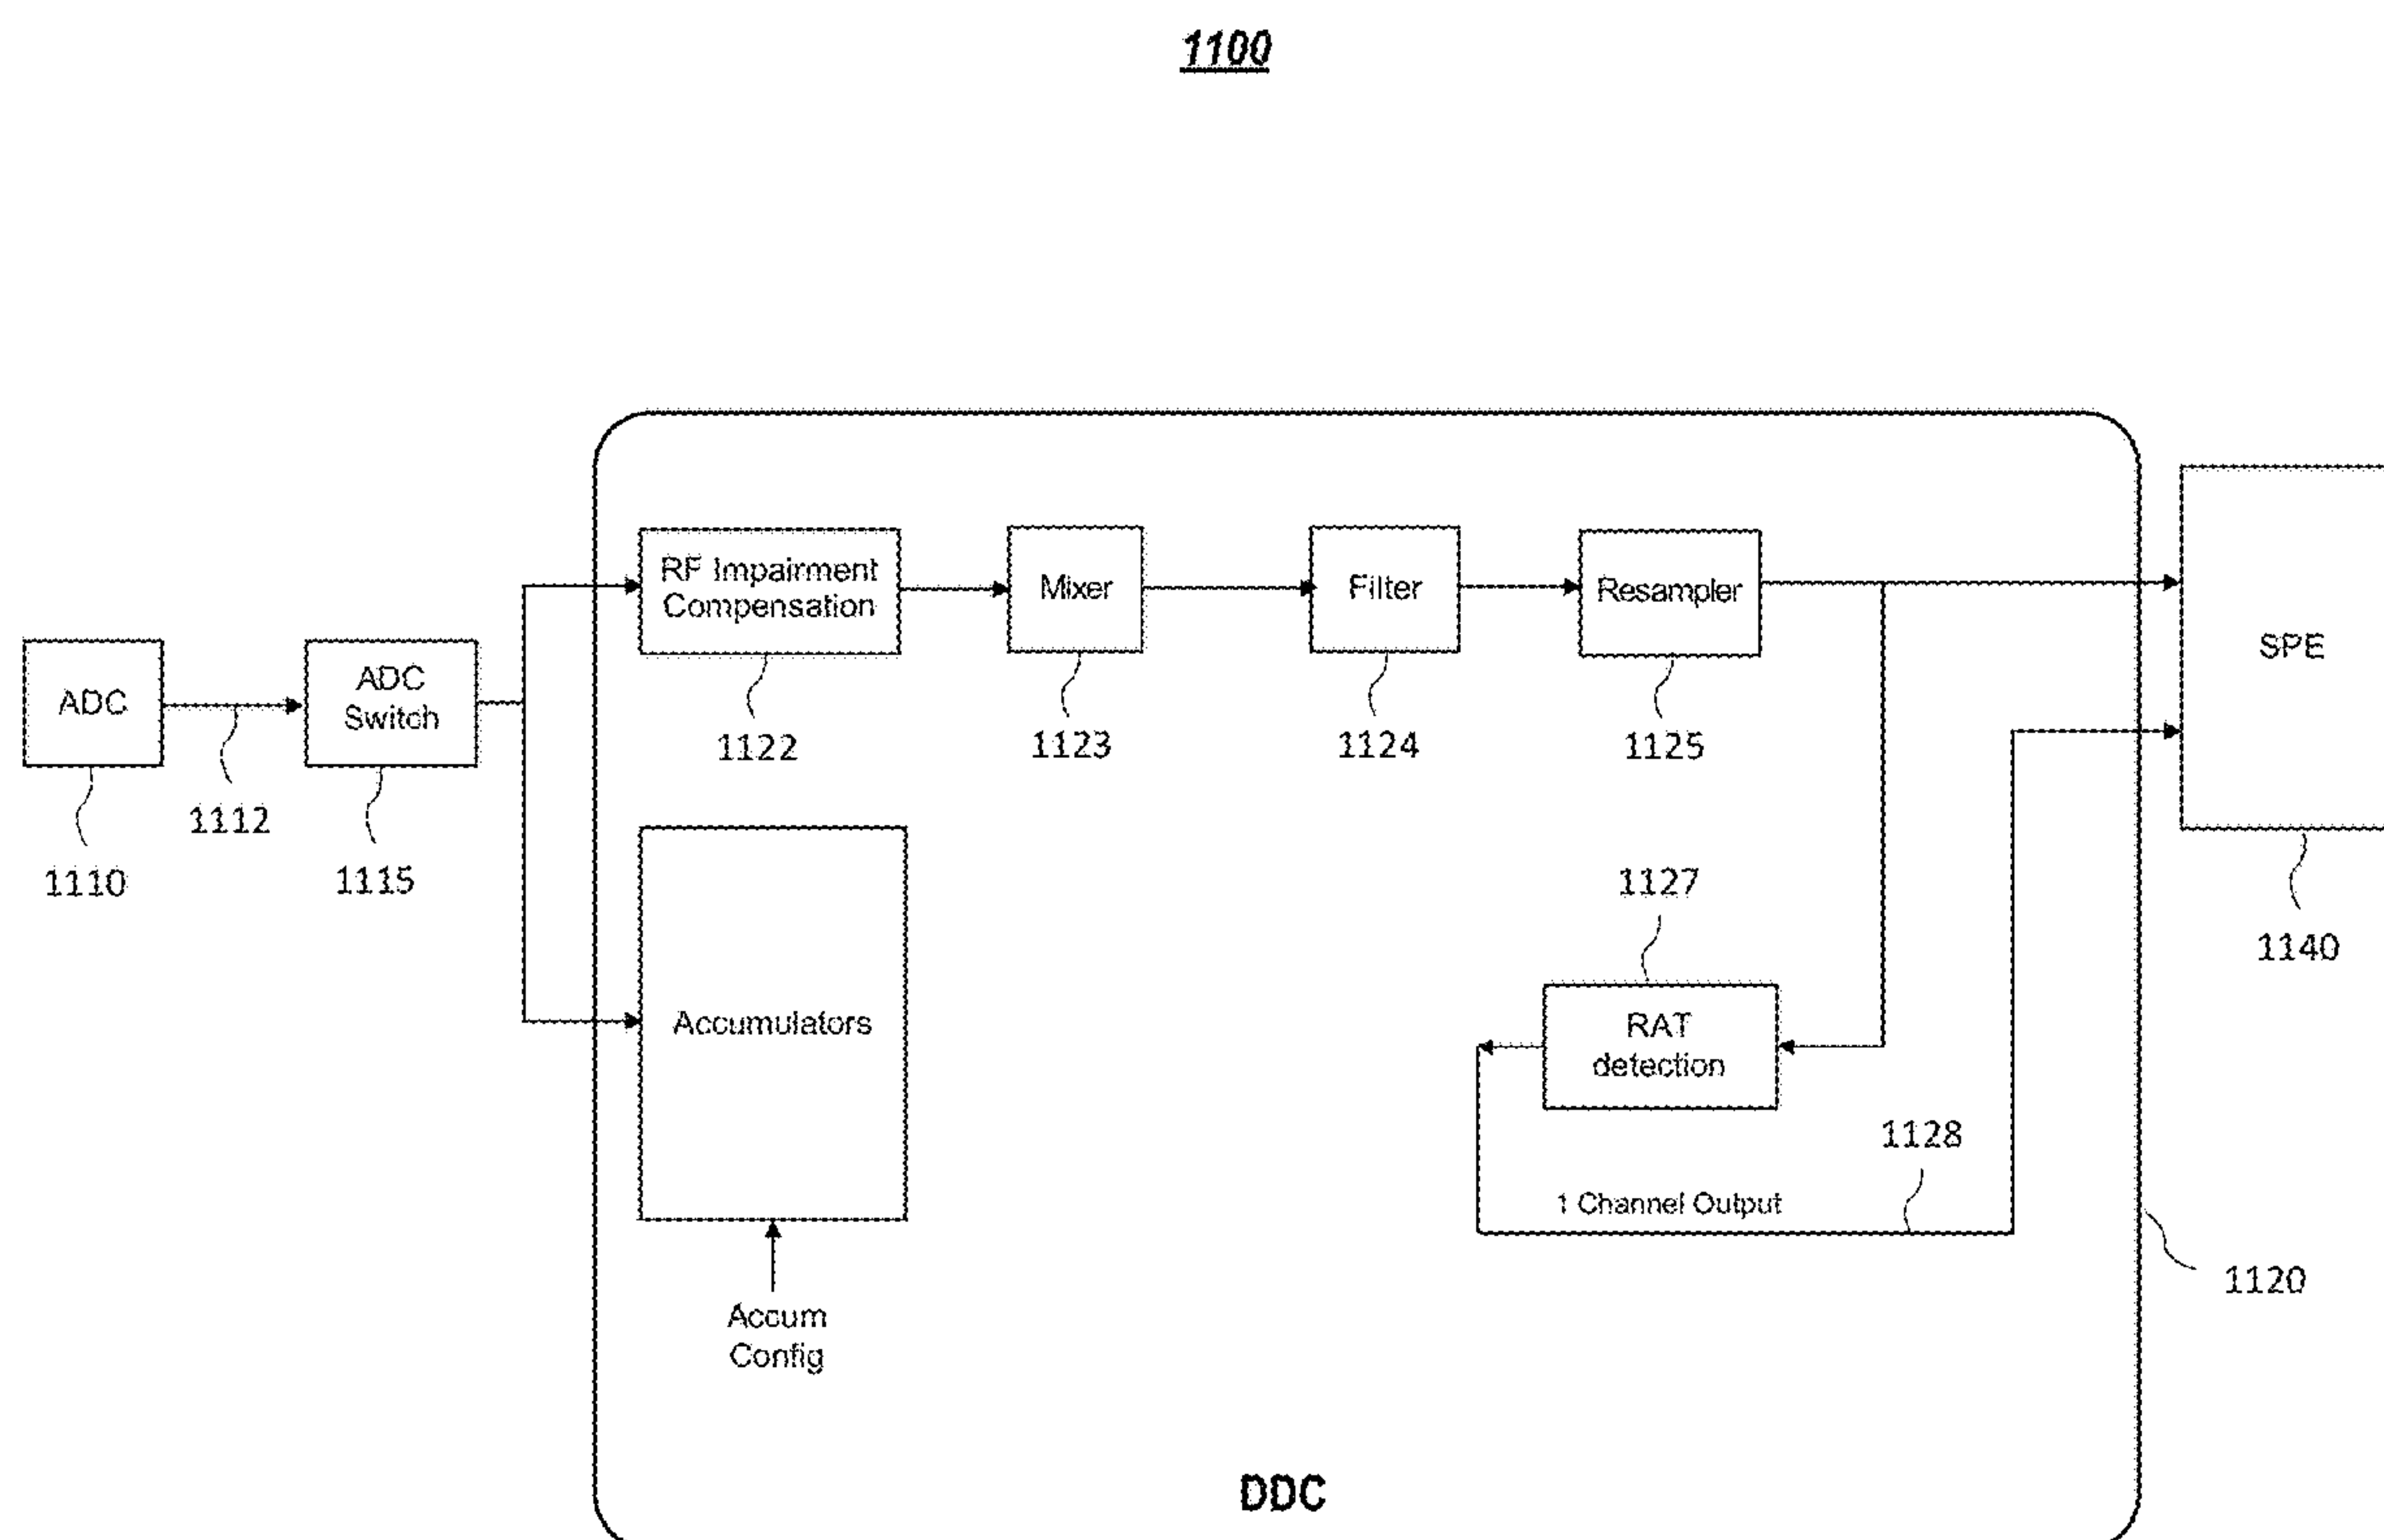 1100
RF Impairment
Compensation
Mixer
Filter
Resampler
SPE
ADC
ADC
Switch
1122
1123
1124
1125
1112
1110
1115
1127
1140
Accumulators
RAT
detection
1128
1 Channel Output
1120
Accum
Config
DDC